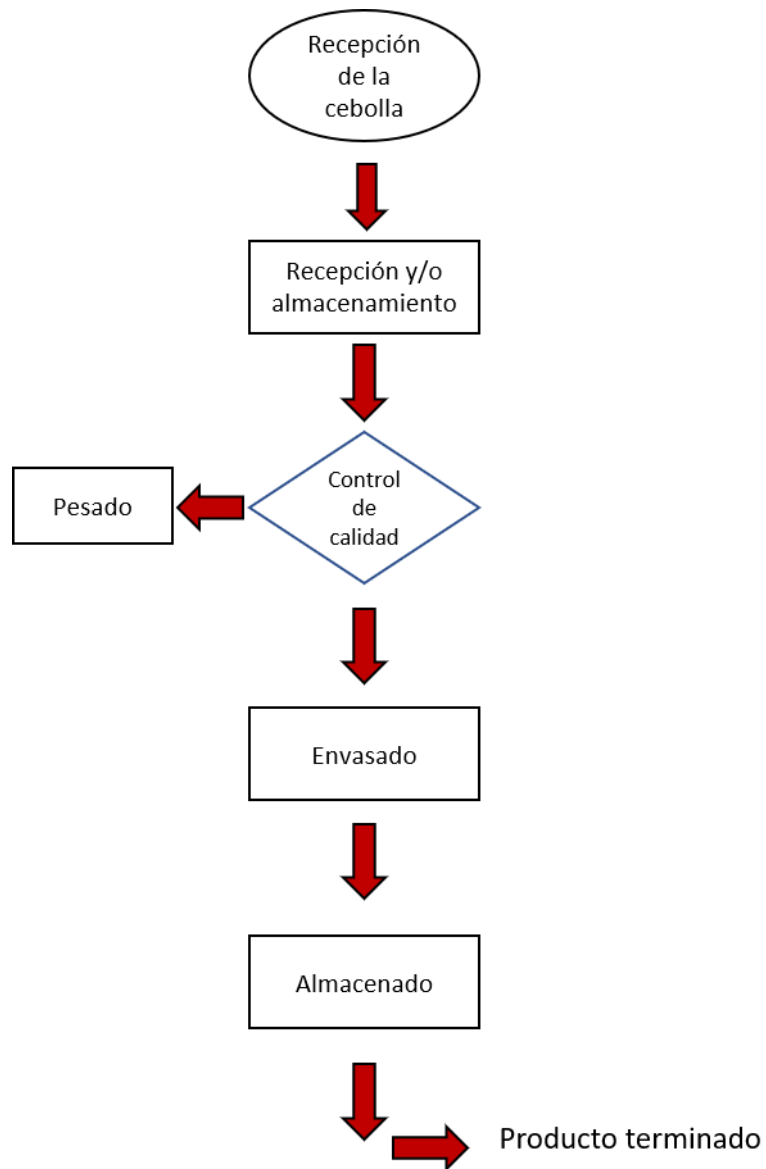 Recepción
de la
cebolla
Recepción y/o
almacenamiento
Control
de
calidad
Pesado
Envasado
Almacenado
Producto terminado